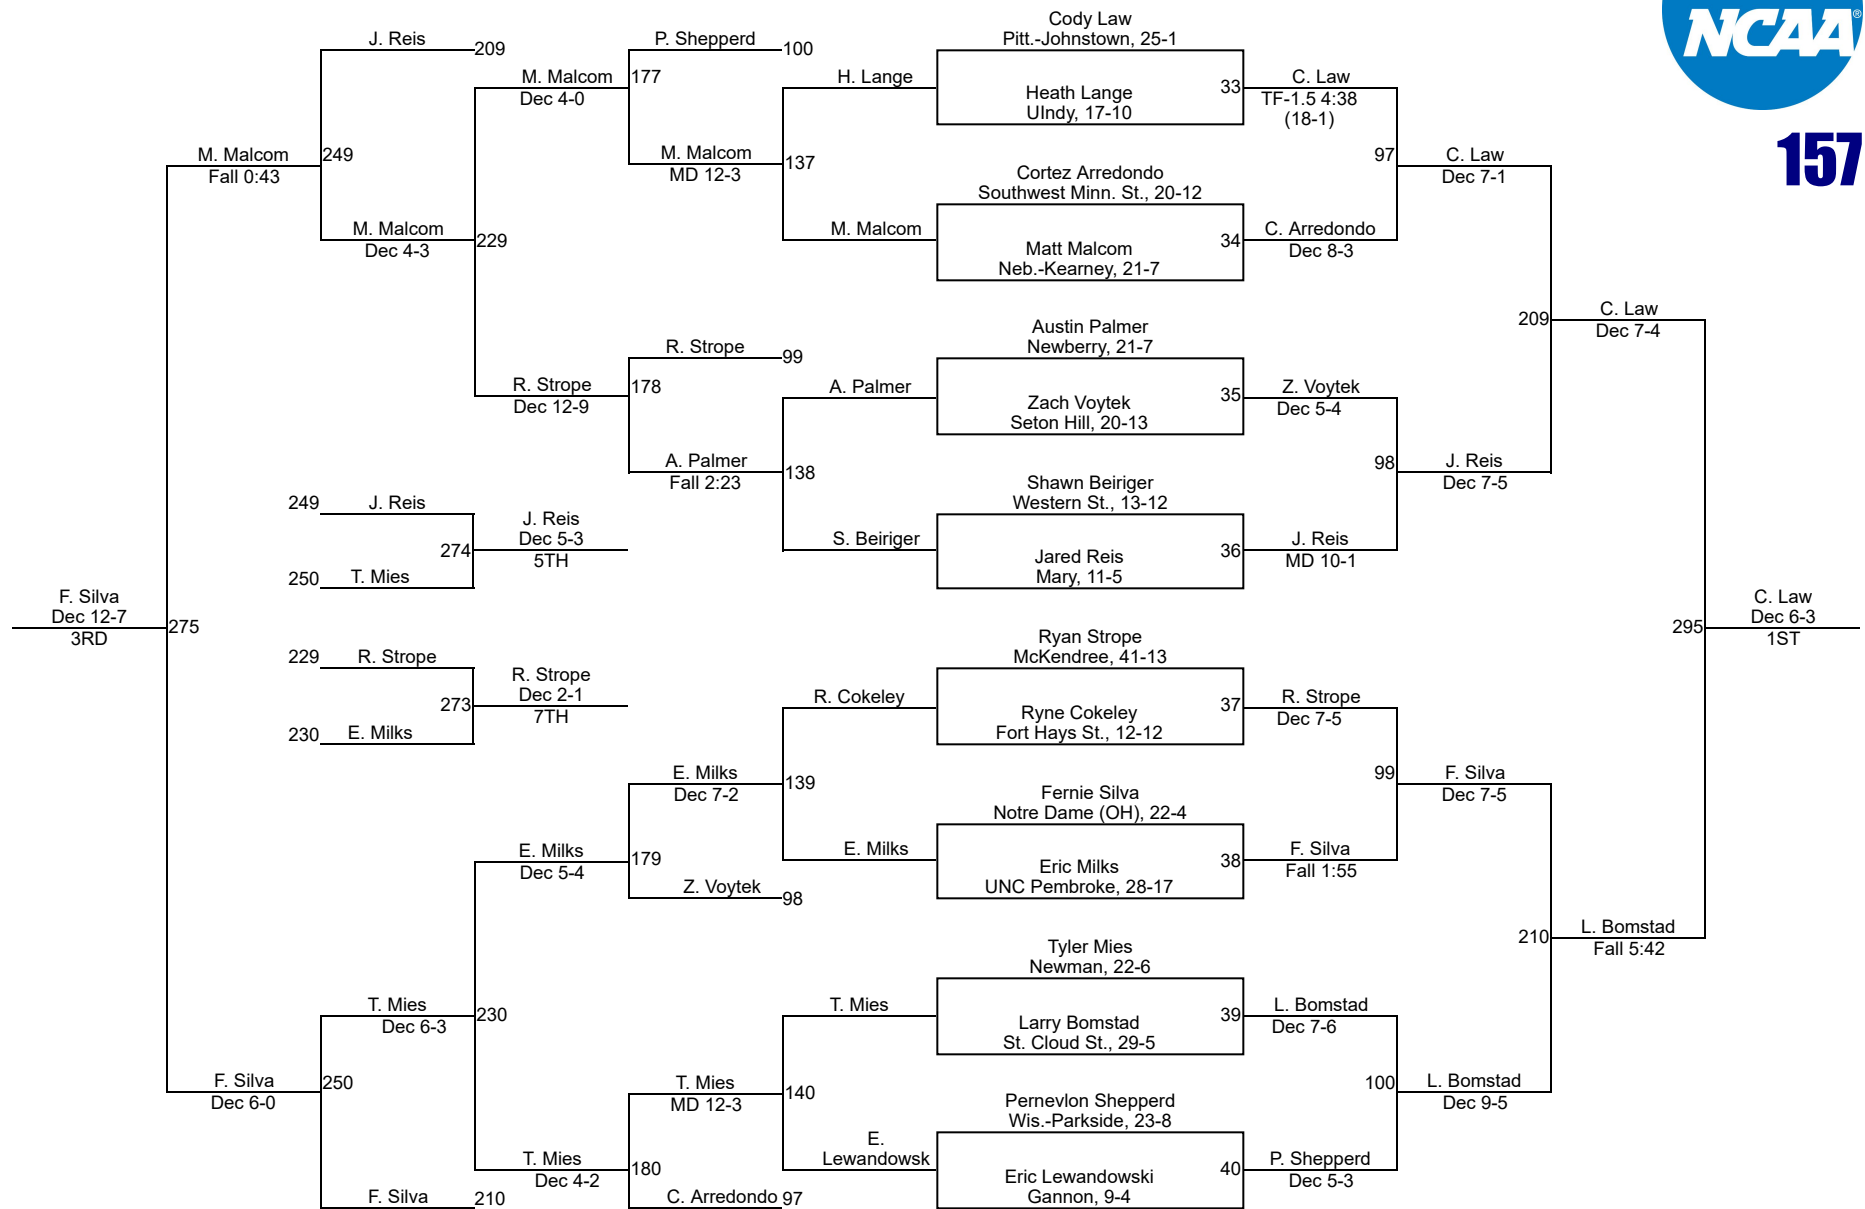 NCAA®
157
J. Reis
209
M. Malcom
Fall 0:43
249
M. Malcom
Dec 4-3
M. Malcom
Dec 4-0
229
R. Strope
Dec 12-9
P. Shepperd
100
177
M. Malcom
MD 12-3
R. Strope
99
178
A. Palmer
Fall 2:23
H. Lange
137
M. Malcom
A. Palmer
138
S. Beiriger
Cody Law
Pitt.-Johnstown, 25-1
Heath Lange
UIndy, 17-10
33
C. Law
TF-1.5 4:38
(18-1)
Cortez Arredondo
Southwest Minn. St., 20-12
Matt Malcom
Neb.-Kearney, 21-7
34
C. Arredondo
Dec 8-3
97
C. Law
Dec 7-1
Austin Palmer
Newberry, 21-7
Zach Voytek
Seton Hill, 20-13
35
Z. Voytek
Dec 5-4
Shawn Beiriger
Western St., 13-12
Jared Reis
Mary, 11-5
36
J. Reis
MD 10-1
98
J. Reis
Dec 7-5
209
C. Law
Dec 7-4
249
J. Reis
250
T. Mies
274
J. Reis
Dec 5-3
5TH
F. Silva
Dec 12-7
3RD
275
229
R. Strope
230
E. Milks
273
R. Strope
Dec 2-1
7TH
295
C. Law
Dec 6-3
1ST
R. Cokeley
139
E. Milks
E. Milks
Dec 7-2
179
Z. Voytek
98
E. Milks
Dec 5-4
Ryan Strope
McKendree, 41-13
Ryne Cokeley
Fort Hays St., 12-12
37
R. Strope
Dec 7-5
Fernie Silva
Notre Dame (OH), 22-4
Eric Milks
UNC Pembroke, 28-17
38
F. Silva
Fall 1:55
99
F. Silva
Dec 7-5
T. Mies
Dec 6-3
230
F. Silva
Dec 6-0
250
F. Silva
210
T. Mies
Dec 4-2
180
T. Mies
MD 12-3
C. Arredondo
97
T. Mies
140
E.
Lewandowsk
Tyler Mies
Newman, 22-6
Larry Bomstad
St. Cloud St., 29-5
39
L. Bomstad
Dec 7-6
Pernevlon Shepperd
Wis.-Parkside, 23-8
Eric Lewandowski
Gannon, 9-4
40
P. Shepperd
Dec 5-3
100
L. Bomstad
Dec 9-5
210
L. Bomstad
Fall 5:42